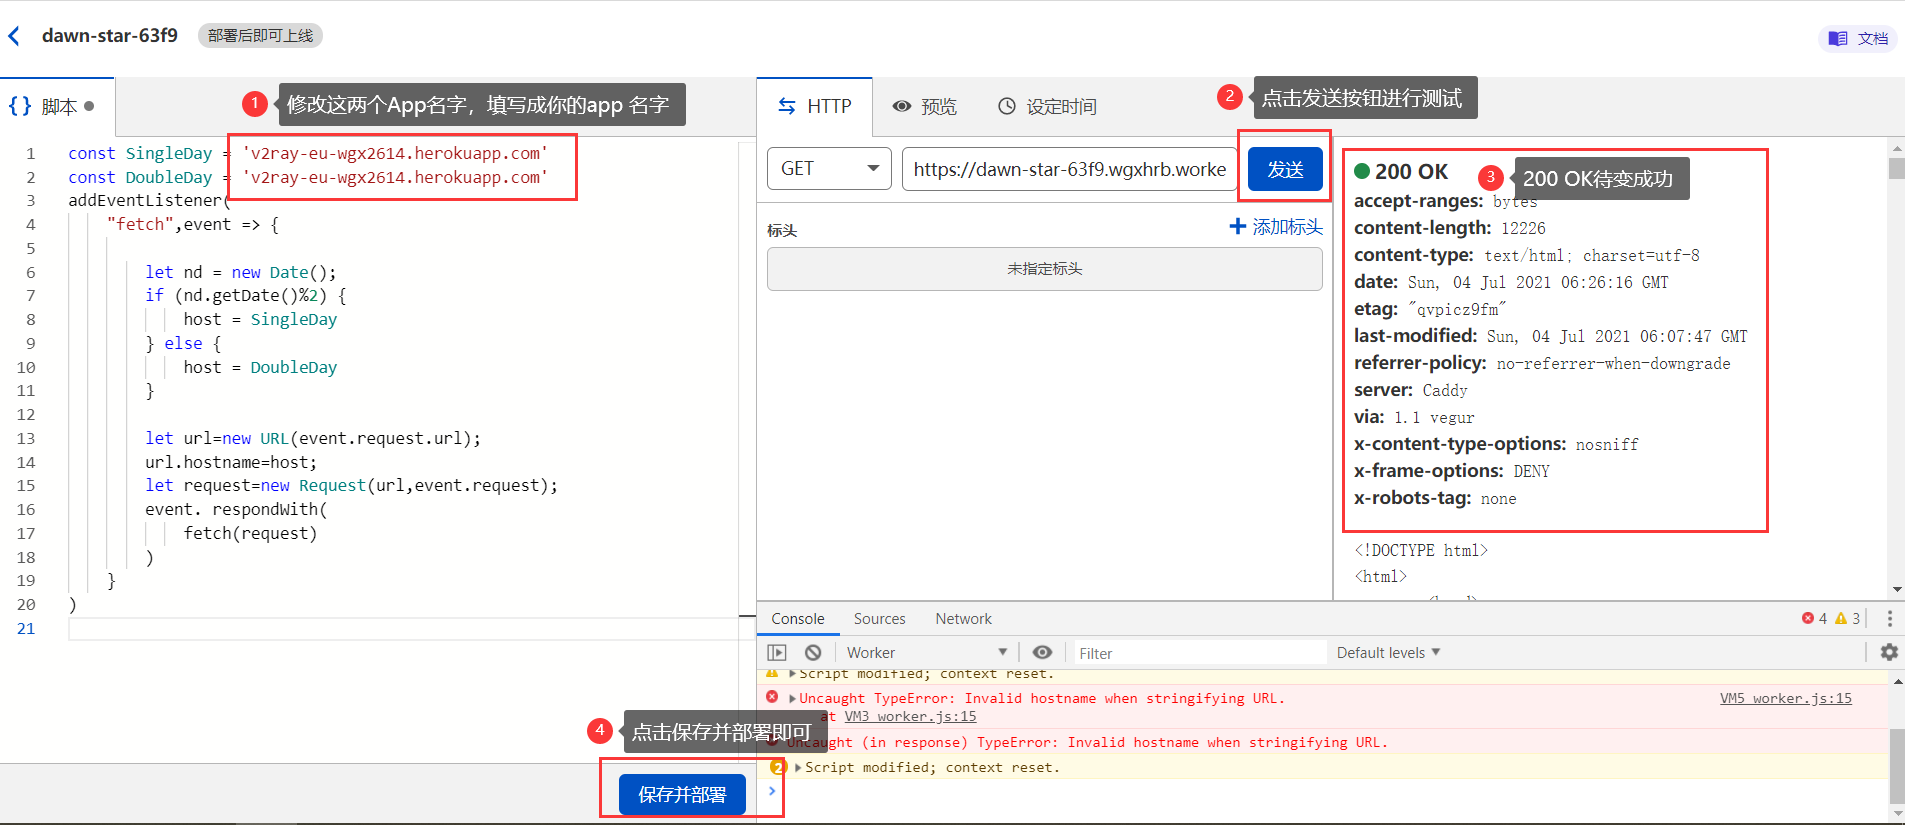 dawn-star-63f9 部署后即可上线
文档
{} 脚本
1 修改这两个App名字，填写成你的app 名字
HTTP 预览 设定时间
2 点击发送按钮进行测试
1 const SingleDay = 'v2ray-eu-wgx2614.herokuapp.com'
2 const DoubleDay = 'v2ray-eu-wgx2614.herokuapp.com'
3 addEventListener(
4 "fetch",event => {
5
6 let nd = new Date();
7 if (nd.getDate()%2) {
8 host = SingleDay
9 } else {
10 host = DoubleDay
11 }
12
13 let url=new URL(event.request.url);
14 url.hostname=host;
15 let request=new Request(url,event.request);
16 event. respondWith(
17 fetch(request)
18 )
19 }
20 )
21
GET https://dawn-star-63f9.wgxhrb.worke 发送
标头 添加标头
未指定标头
200 OK 3 200 OK待变成功
accept-ranges: bytes
content-length: 12226
content-type: text/html; charset=utf-8
date: Sun, 04 Jul 2021 06:26:16 GMT
etag: "qvpicz9fm"
last-modified: Sun, 04 Jul 2021 06:07:47 GMT
referrer-policy: no-referrer-when-downgrade
server: Caddy
via: 1.1 vegur
x-content-type-options: nosniff
x-frame-options: DENY
x-robots-tag: none
<!DOCTYPE html>
<html>
Console Sources Network 4 3
Worker Filter Default levels
Script modified; context reset.
Uncaught TypeError: Invalid hostname when stringifying URL. VM5 worker.js:15
at VM3 worker.js:15
Uncaught (in response) TypeError: Invalid hostname when stringifying URL.
2 Script modified; context reset.
4 点击保存并部署即可
保存并部署